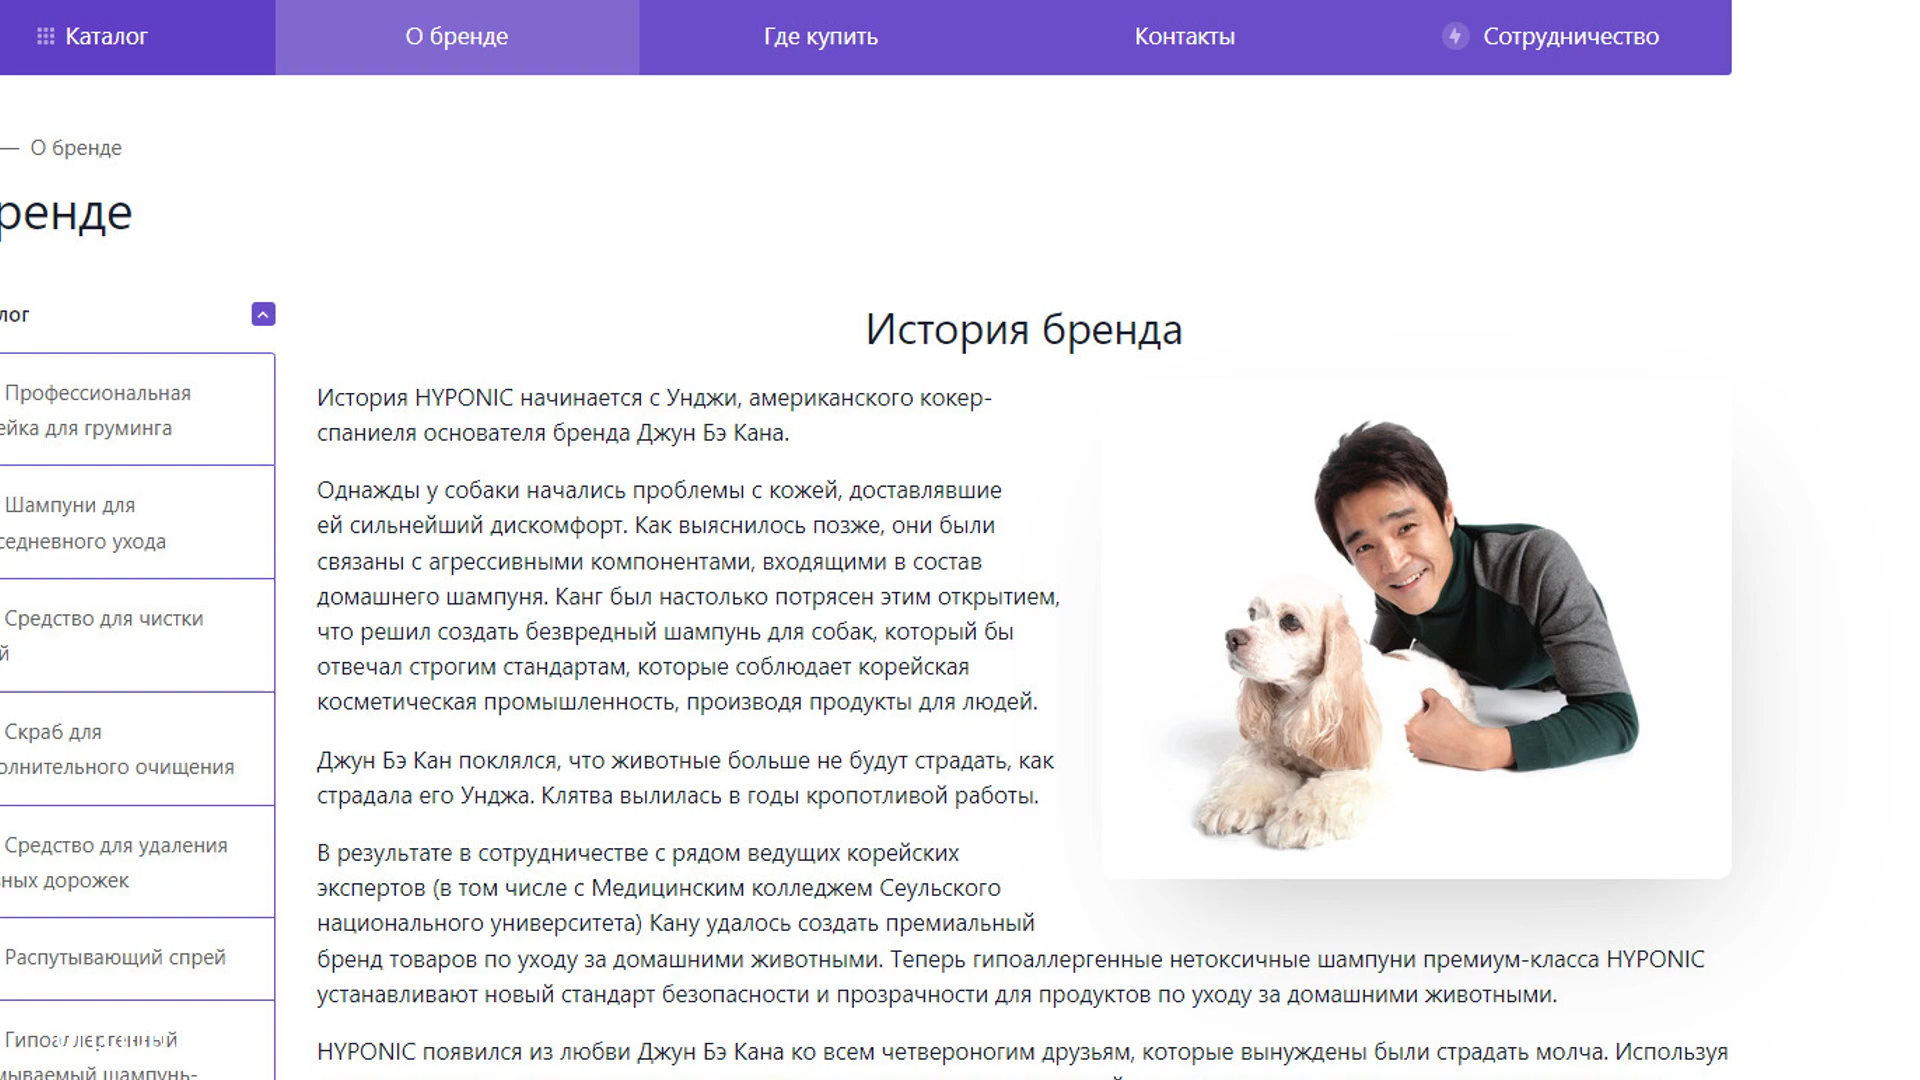 Каталог
О бренде
Где купить
Контакты
Сотрудничество
— О бренде
ренде
лог
Профессиональная
ейка для груминга
Шампуни для
седневного ухода
Средство для чистки
й
Скраб для
олнительного очищения
Средство для удаления
зных дорожек
Распутывающий спрей
Гипоаллергенный
мываемый шампунь-
История бренда
История HYPONIC начинается с Унджи, американского кокер-
спаниеля основателя бренда Джун Бэ Кана.
Однажды у собаки начались проблемы с кожей, доставлявшие
ей сильнейший дискомфорт. Как выяснилось позже, они были
связаны с агрессивными компонентами, входящими в состав
домашнего шампуня. Канг был настолько потрясен этим открытием,
что решил создать безвредный шампунь для собак, который бы
отвечал строгим стандартам, которые соблюдает корейская
косметическая промышленность, производя продукты для людей.
Джун Бэ Кан поклялся, что животные больше не будут страдать, как
страдала его Унджа. Клятва вылилась в годы кропотливой работы.
В результате в сотрудничестве с рядом ведущих корейских
экспертов (в том числе с Медицинским колледжем Сеульского
национального университета) Кану удалось создать премиальный
бренд товаров по уходу за домашними животными. Теперь гипоаллергенные нетоксичные шампуни премиум-класса HYPONIC
устанавливают новый стандарт безопасности и прозрачности для продуктов по уходу за домашними животными.
HYPONIC появился из любви Джун Бэ Кана ко всем четвероногим друзьям, которые вынуждены были страдать молча. Используя